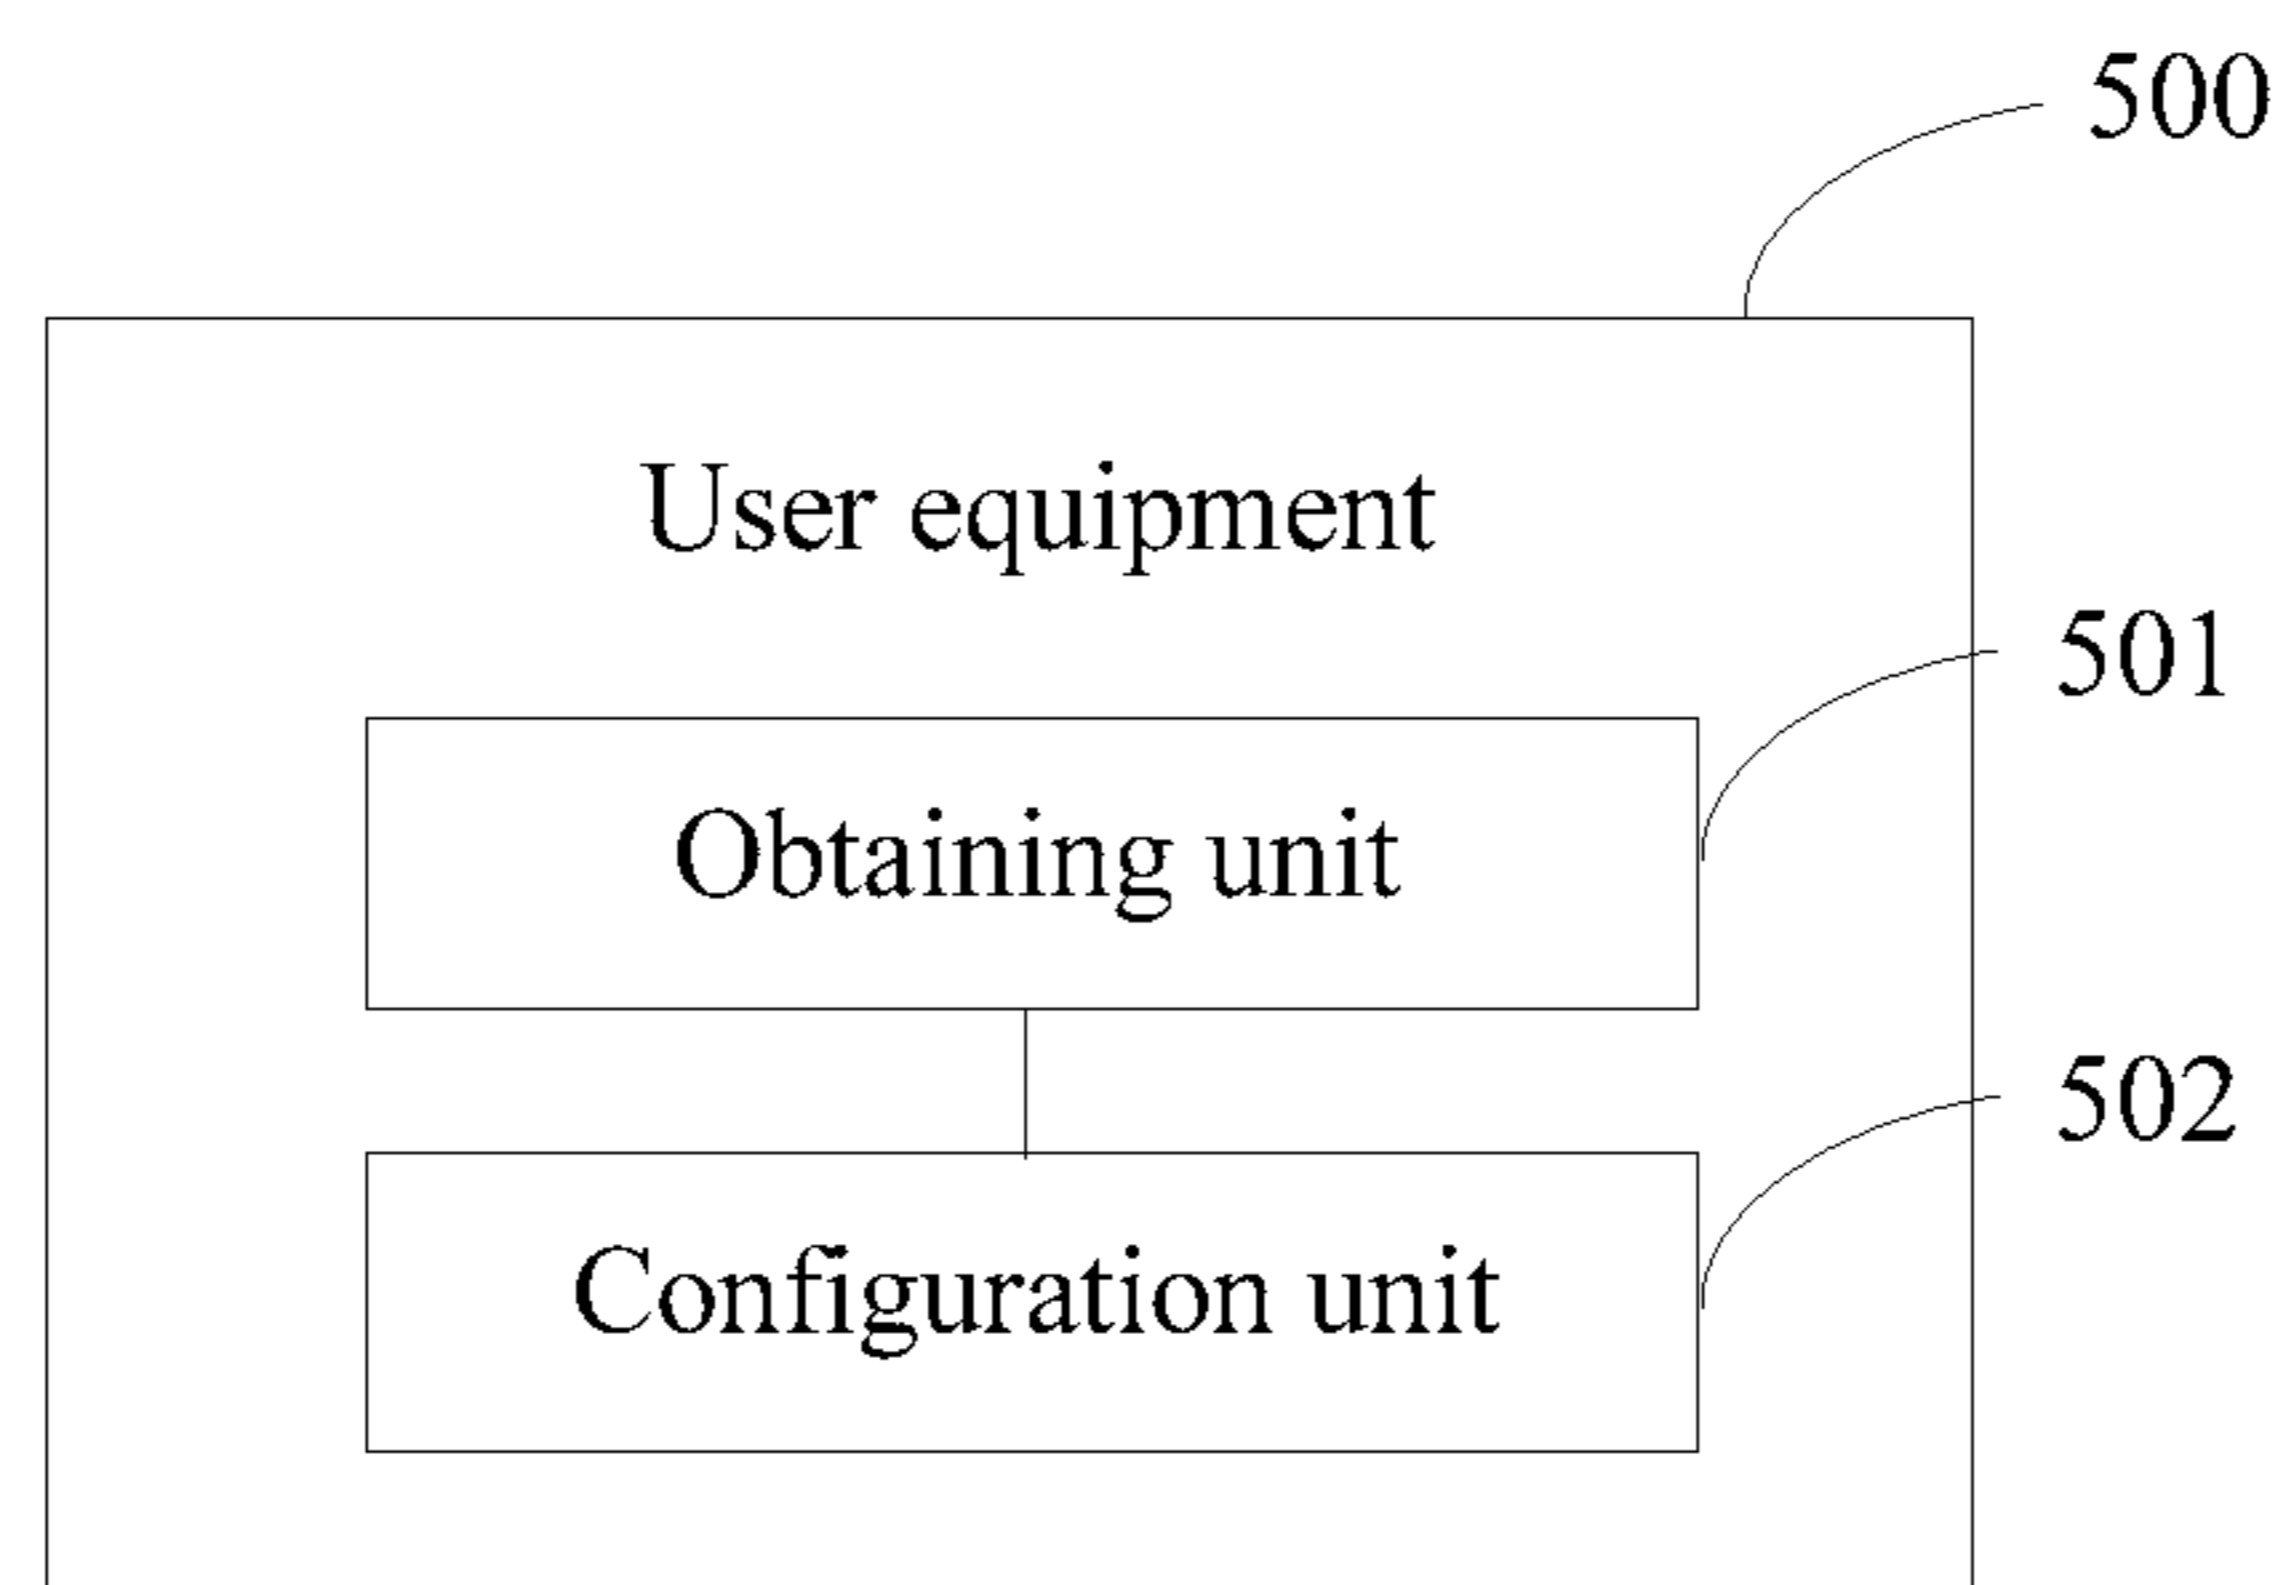 500
User equipment
501
Obtaining unit
502
Configuration unit